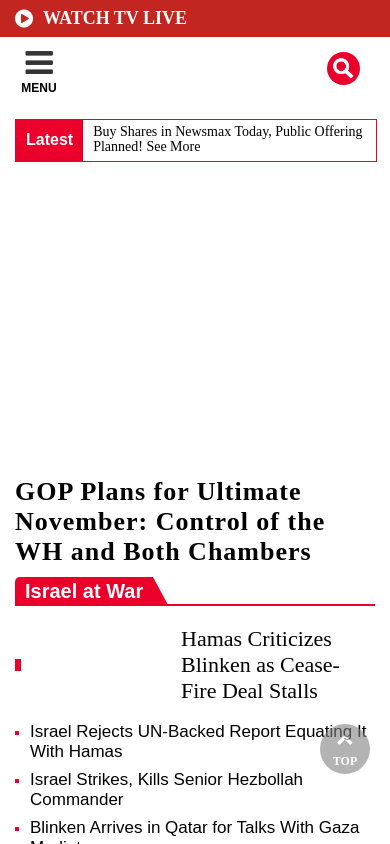 WATCH TV LIVE
MENU
Latest
Buy Shares in Newsmax Today, Public Offering
Planned! See More
GOP Plans for Ultimate
November: Control of the
WH and Both Chambers
Israel at War
Hamas Criticizes
Blinken as Cease-
Fire Deal Stalls
Israel Rejects UN-Backed Report Equating It
With Hamas
Israel Strikes, Kills Senior Hezbollah
Commander
TOP
Blinken Arrives in Qatar for Talks With Gaza